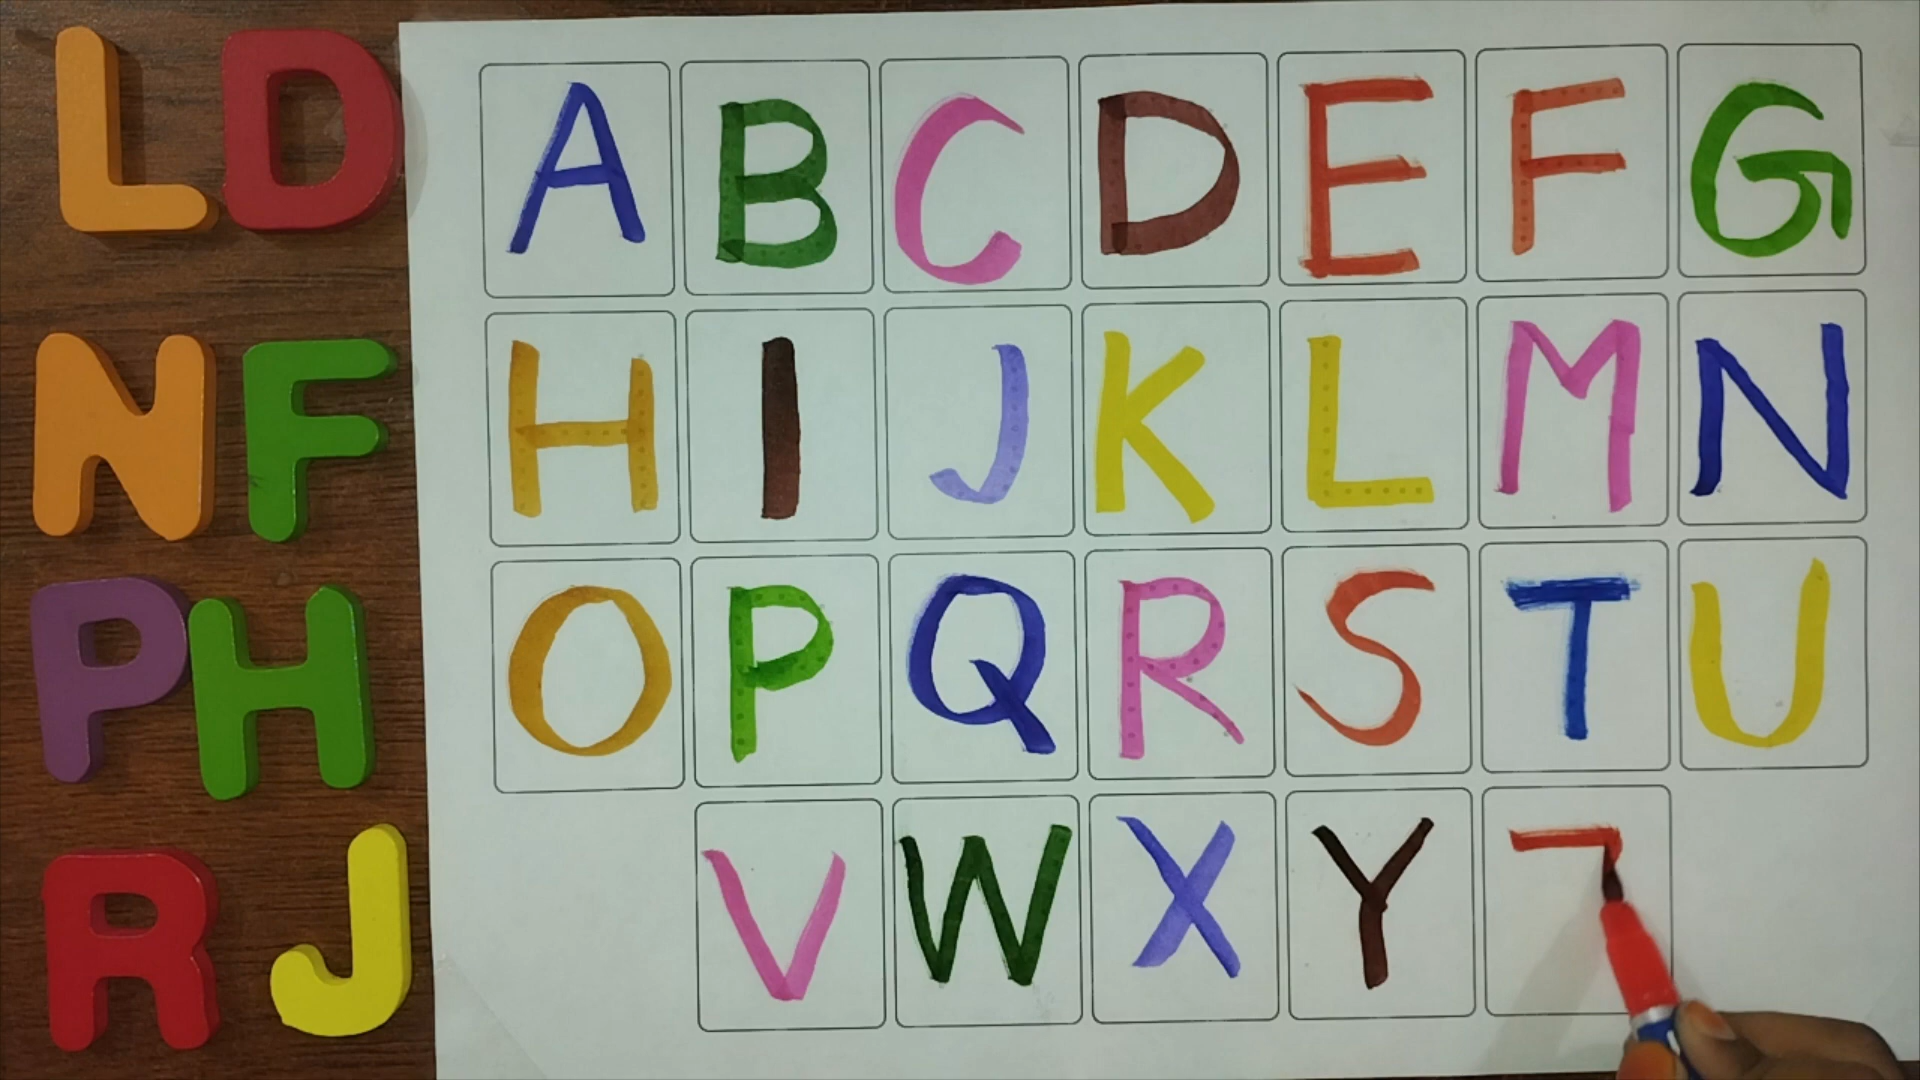 L D
N F
P H
R J
A B C D E F G
H I J K L M N
O P Q R S T U
V W X Y